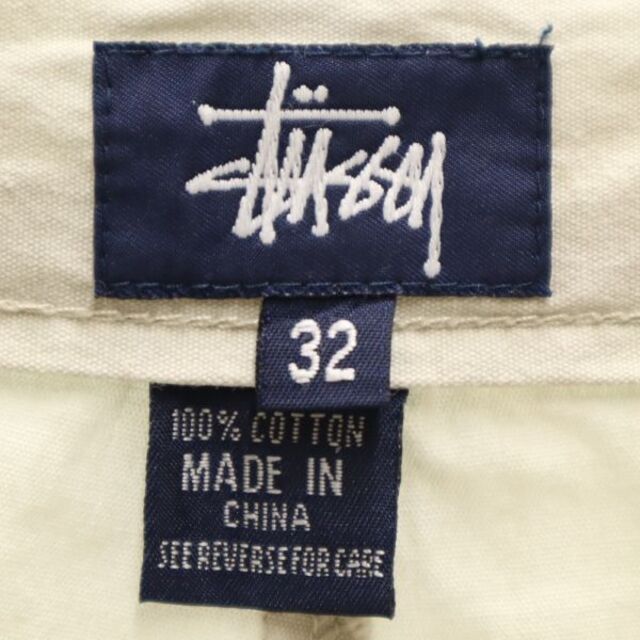 Stüssy
32
100% COTTON
MADE IN
CHINA
SEE REVERSE FOR CARE